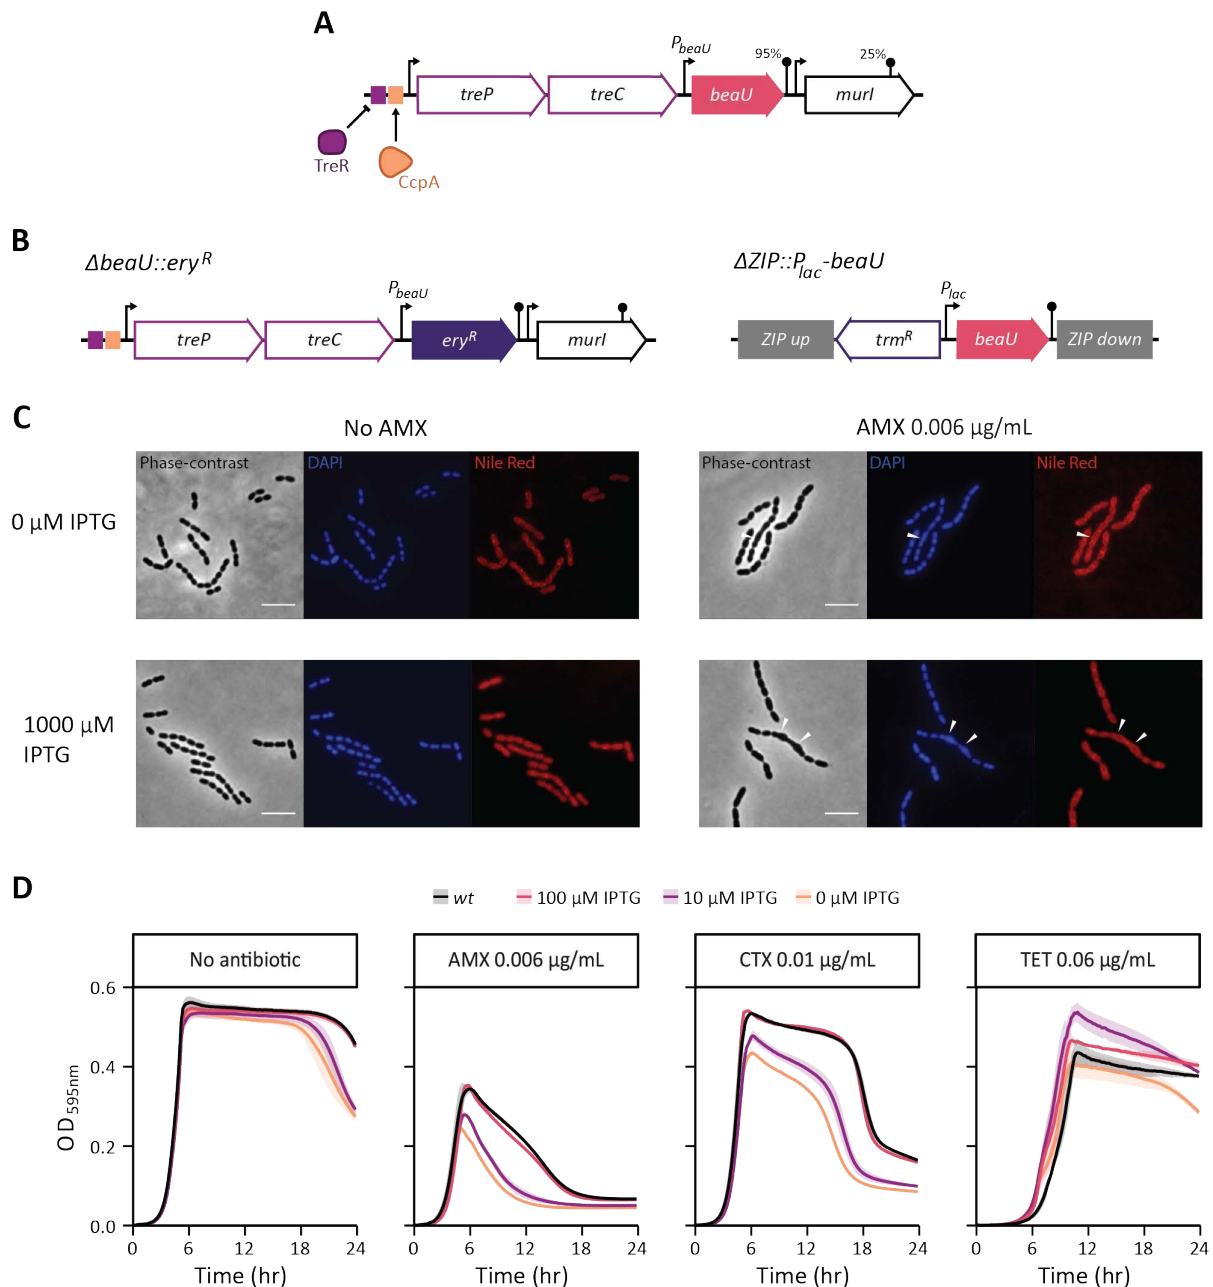 A
P_beaU
95%
25%
treP
treC
beaU
murI
TreR
CcpA
B
ΔbeaU::ery^R
ΔZIP::P_lac-beaU
P_beaU
P_lac
treP
treC
ery^R
murI
ZIP up
trm^R
beaU
ZIP down
C
No AMX
AMX 0.006 µg/mL
Phase-contrast
DAPI
Nile Red
Phase-contrast
DAPI
Nile Red
0 µM IPTG
1000 µM
IPTG
D
wt
100 µM IPTG
10 µM IPTG
0 µM IPTG
No antibiotic
AMX 0.006 µg/mL
CTX 0.01 µg/mL
TET 0.06 µg/mL
0.6
0.4
0.2
0.0
OD595nm
0 6 12 18 24
0 6 12 18 24
0 6 12 18 24
0 6 12 18 24
Time (hr)
Time (hr)
Time (hr)
Time (hr)